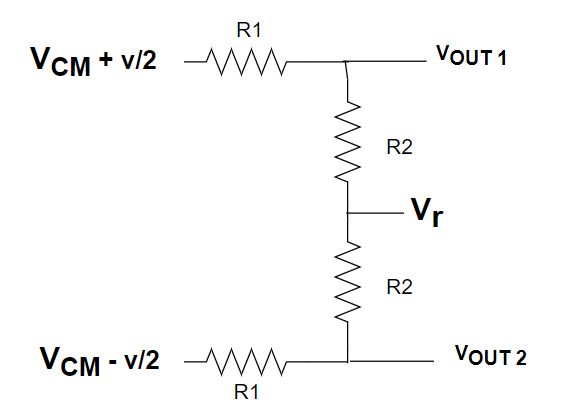 R1
VCM + v/2
VOUT 1
R2
Vr
R2
VCM - v/2
VOUT 2
R1